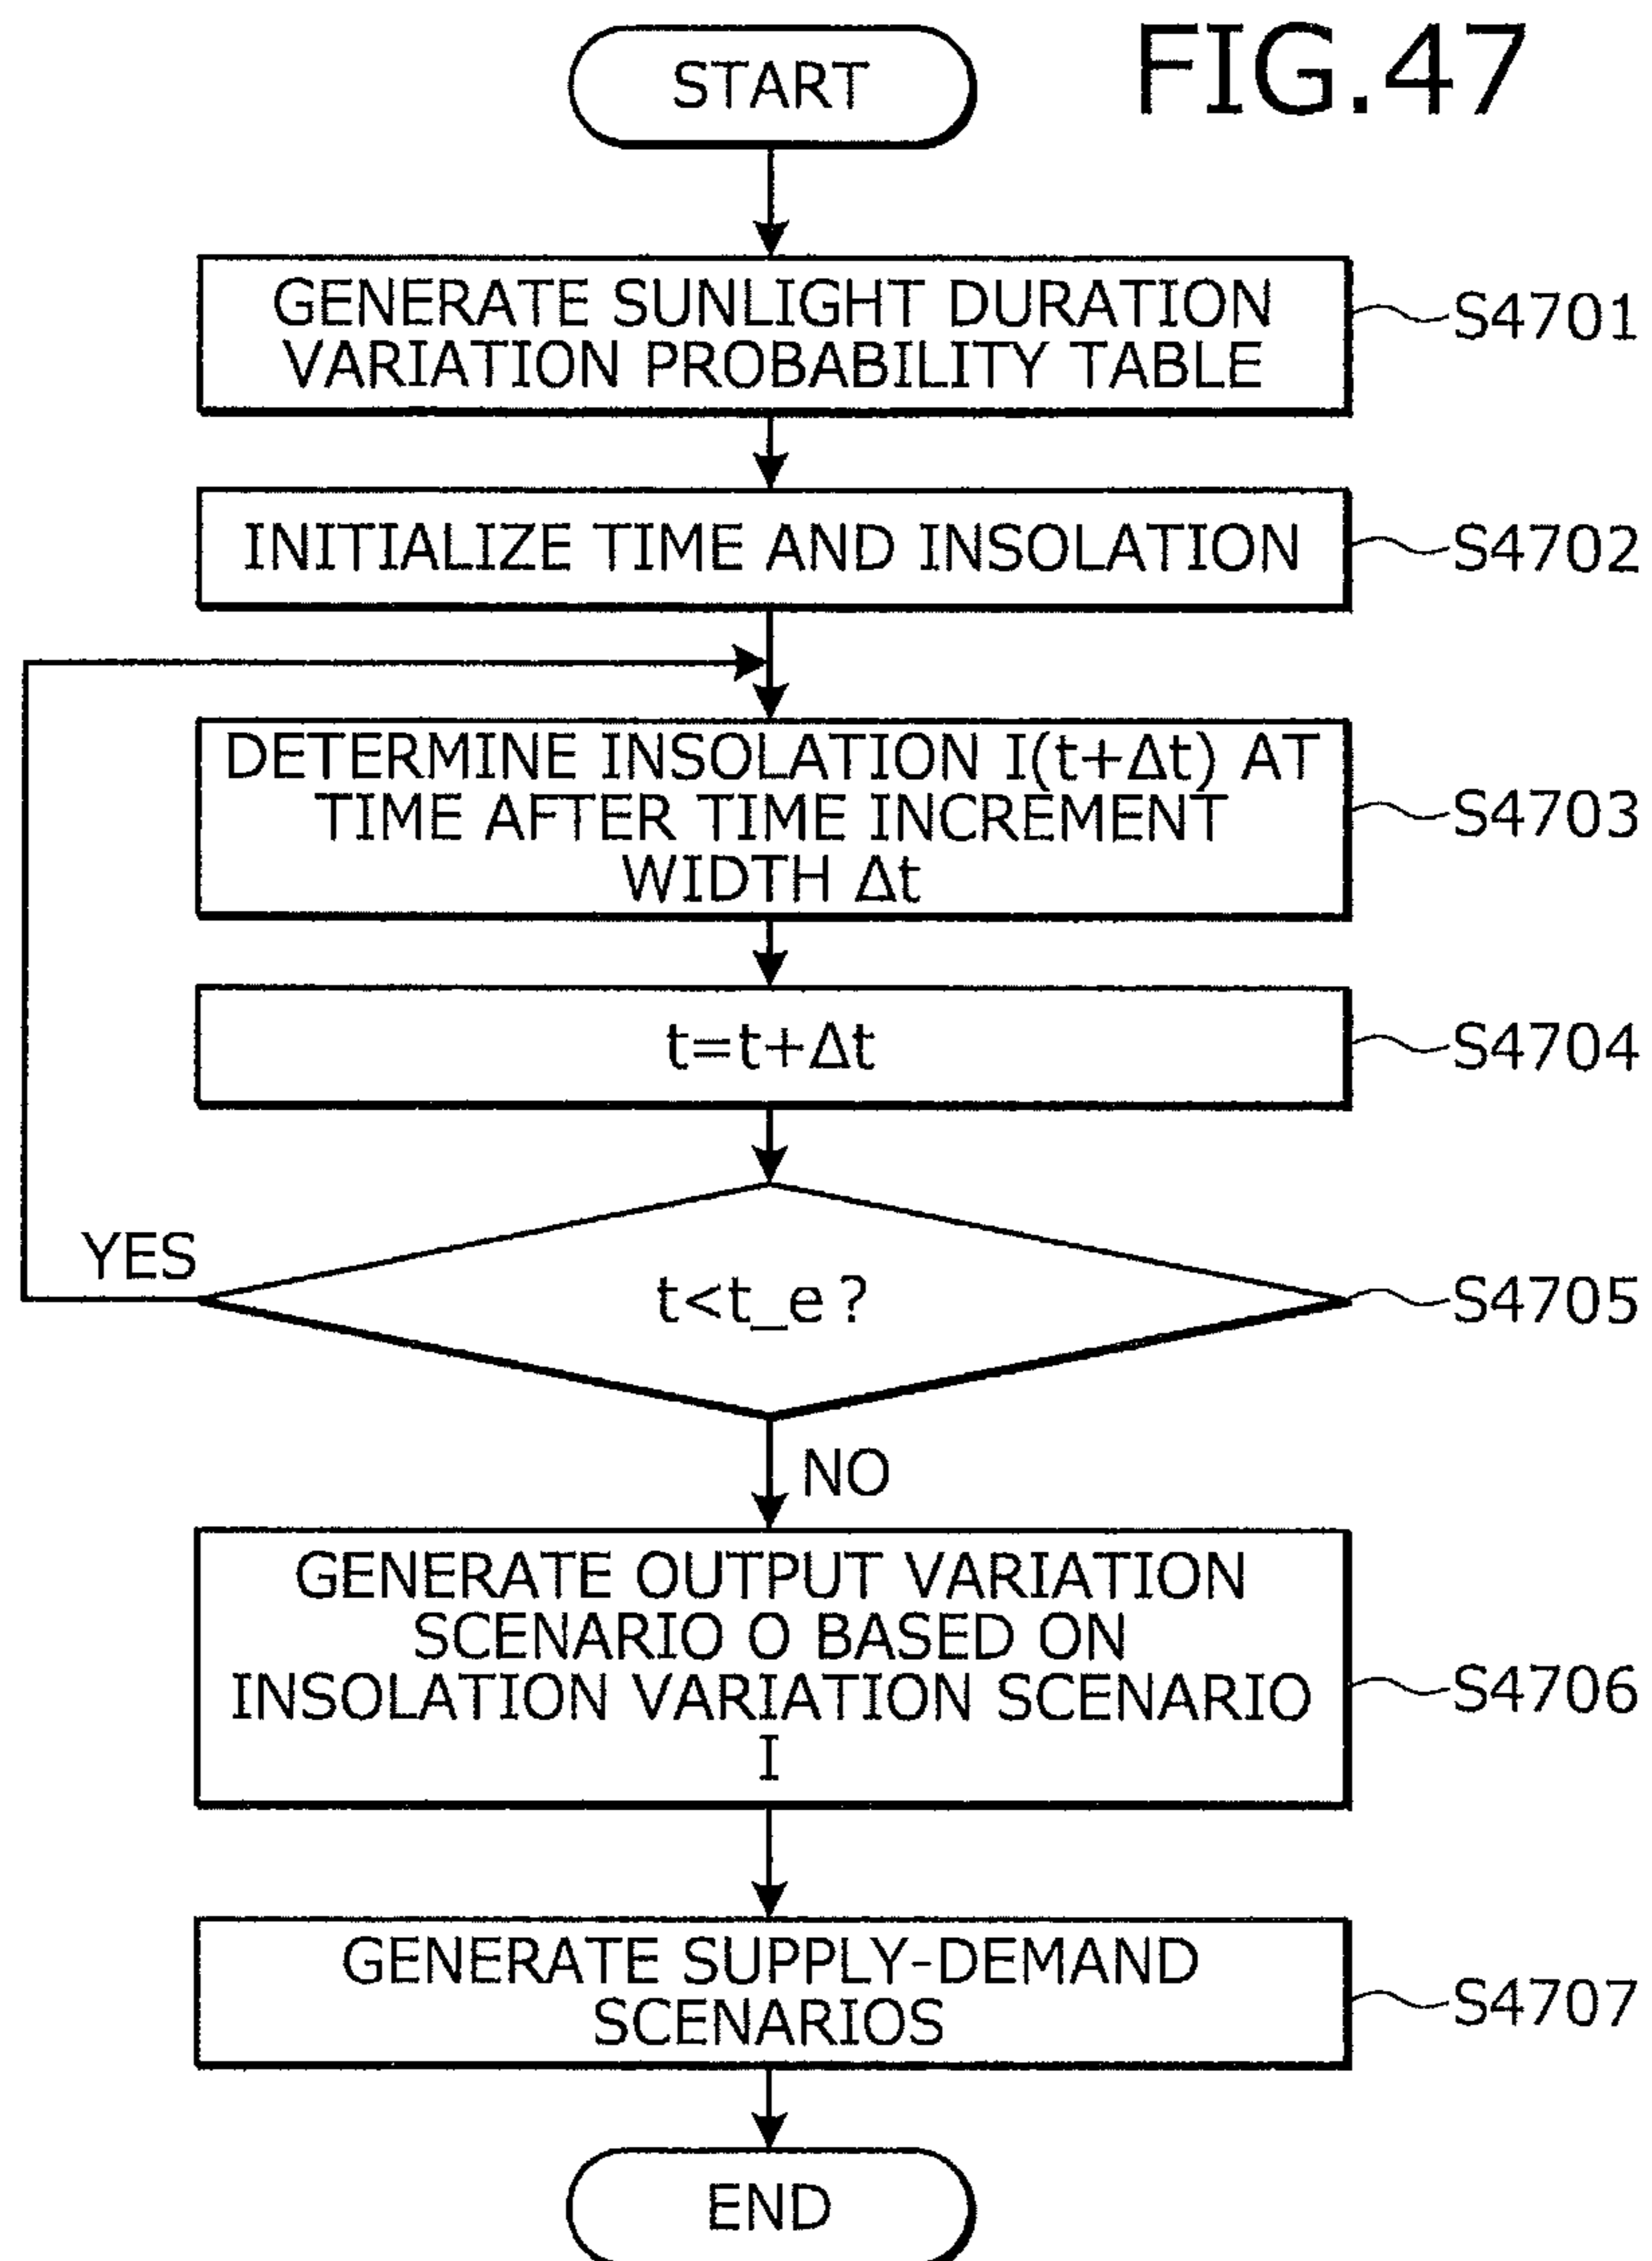 FIG.47
START
GENERATE SUNLIGHT DURATION
VARIATION PROBABILITY TABLE
S4701
INITIALIZE TIME AND INSOLATION
S4702
DETERMINE INSOLATION I(t+Δt) AT
TIME AFTER TIME INCREMENT
WIDTH Δt
S4703
t=t+Δt
S4704
YES
t<t_e?
S4705
NO
GENERATE OUTPUT VARIATION
SCENARIO O BASED ON
INSOLATION VARIATION SCENARIO
I
S4706
GENERATE SUPPLY-DEMAND
SCENARIOS
S4707
END